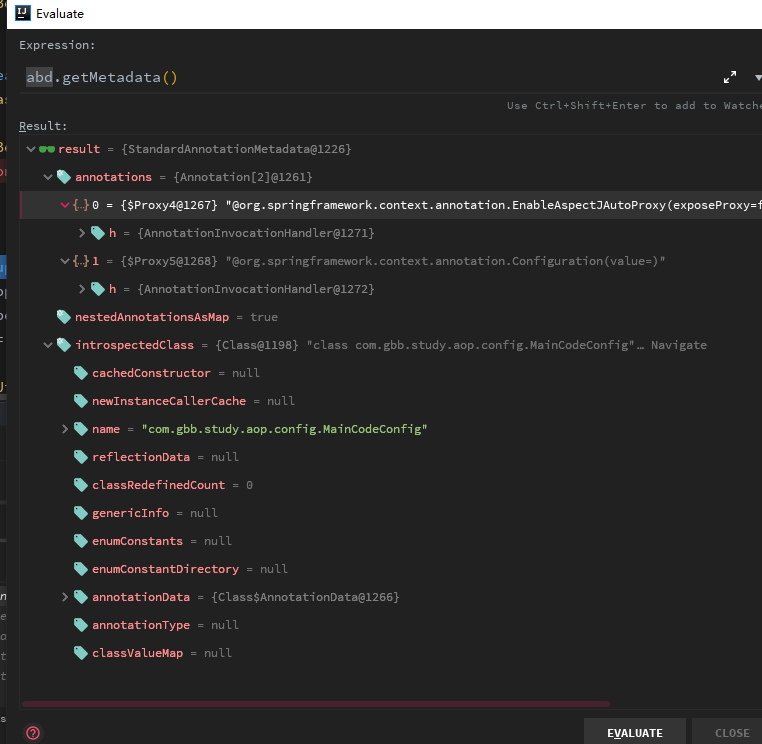 IJ Evaluate
Expression:
abd.getMetadata()
Use Ctrl+Shift+Enter to add to Watche
Result:
result = {StandardAnnotationMetadata@1226}
annotations = {Annotation[2]@1261}
{..} 0 = {$Proxy4@1267} "@org.springframework.context.annotation.EnableAspectJAutoProxy(exposeProxy=f
h = {AnnotationInvocationHandler@1271}
{..} 1 = {$Proxy5@1268} "@org.springframework.context.annotation.Configuration(value=)"
h = {AnnotationInvocationHandler@1272}
nestedAnnotationsAsMap = true
introspectedClass = {Class@1198} "class com.gbb.study.aop.config.MainCodeConfig"… Navigate
cachedConstructor = null
newInstanceCallerCache = null
name = "com.gbb.study.aop.config.MainCodeConfig"
reflectionData = null
classRedefinedCount = 0
genericInfo = null
enumConstants = null
enumConstantDirectory = null
annotationData = {Class$AnnotationData@1266}
annotationType = null
classValueMap = null
? EVALUATE CLOSE